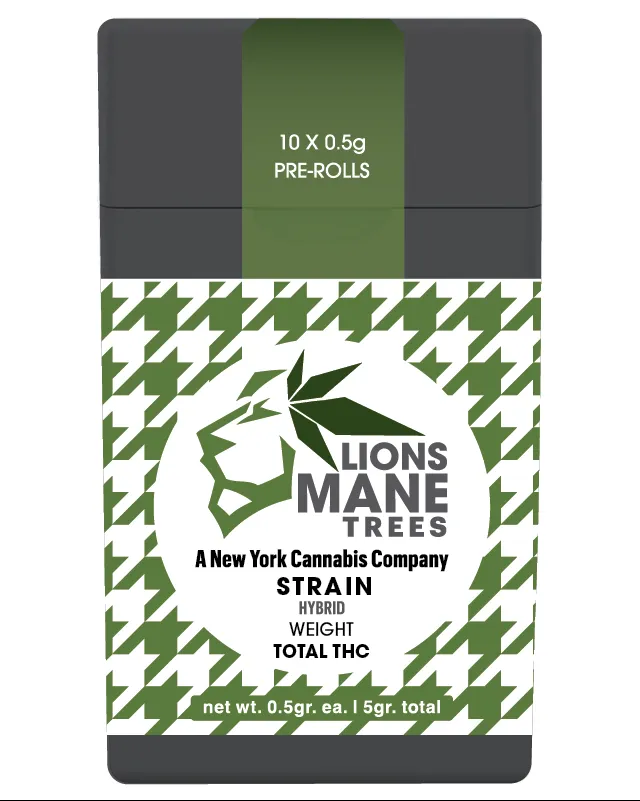 10 X 0.5g
PRE-ROLLS
LIONS
MANE
TREES
A New York Cannabis Company
STRAIN
HYBRID
WEIGHT
TOTAL THC
net wt. 0.5gr. ea. | 5gr. total